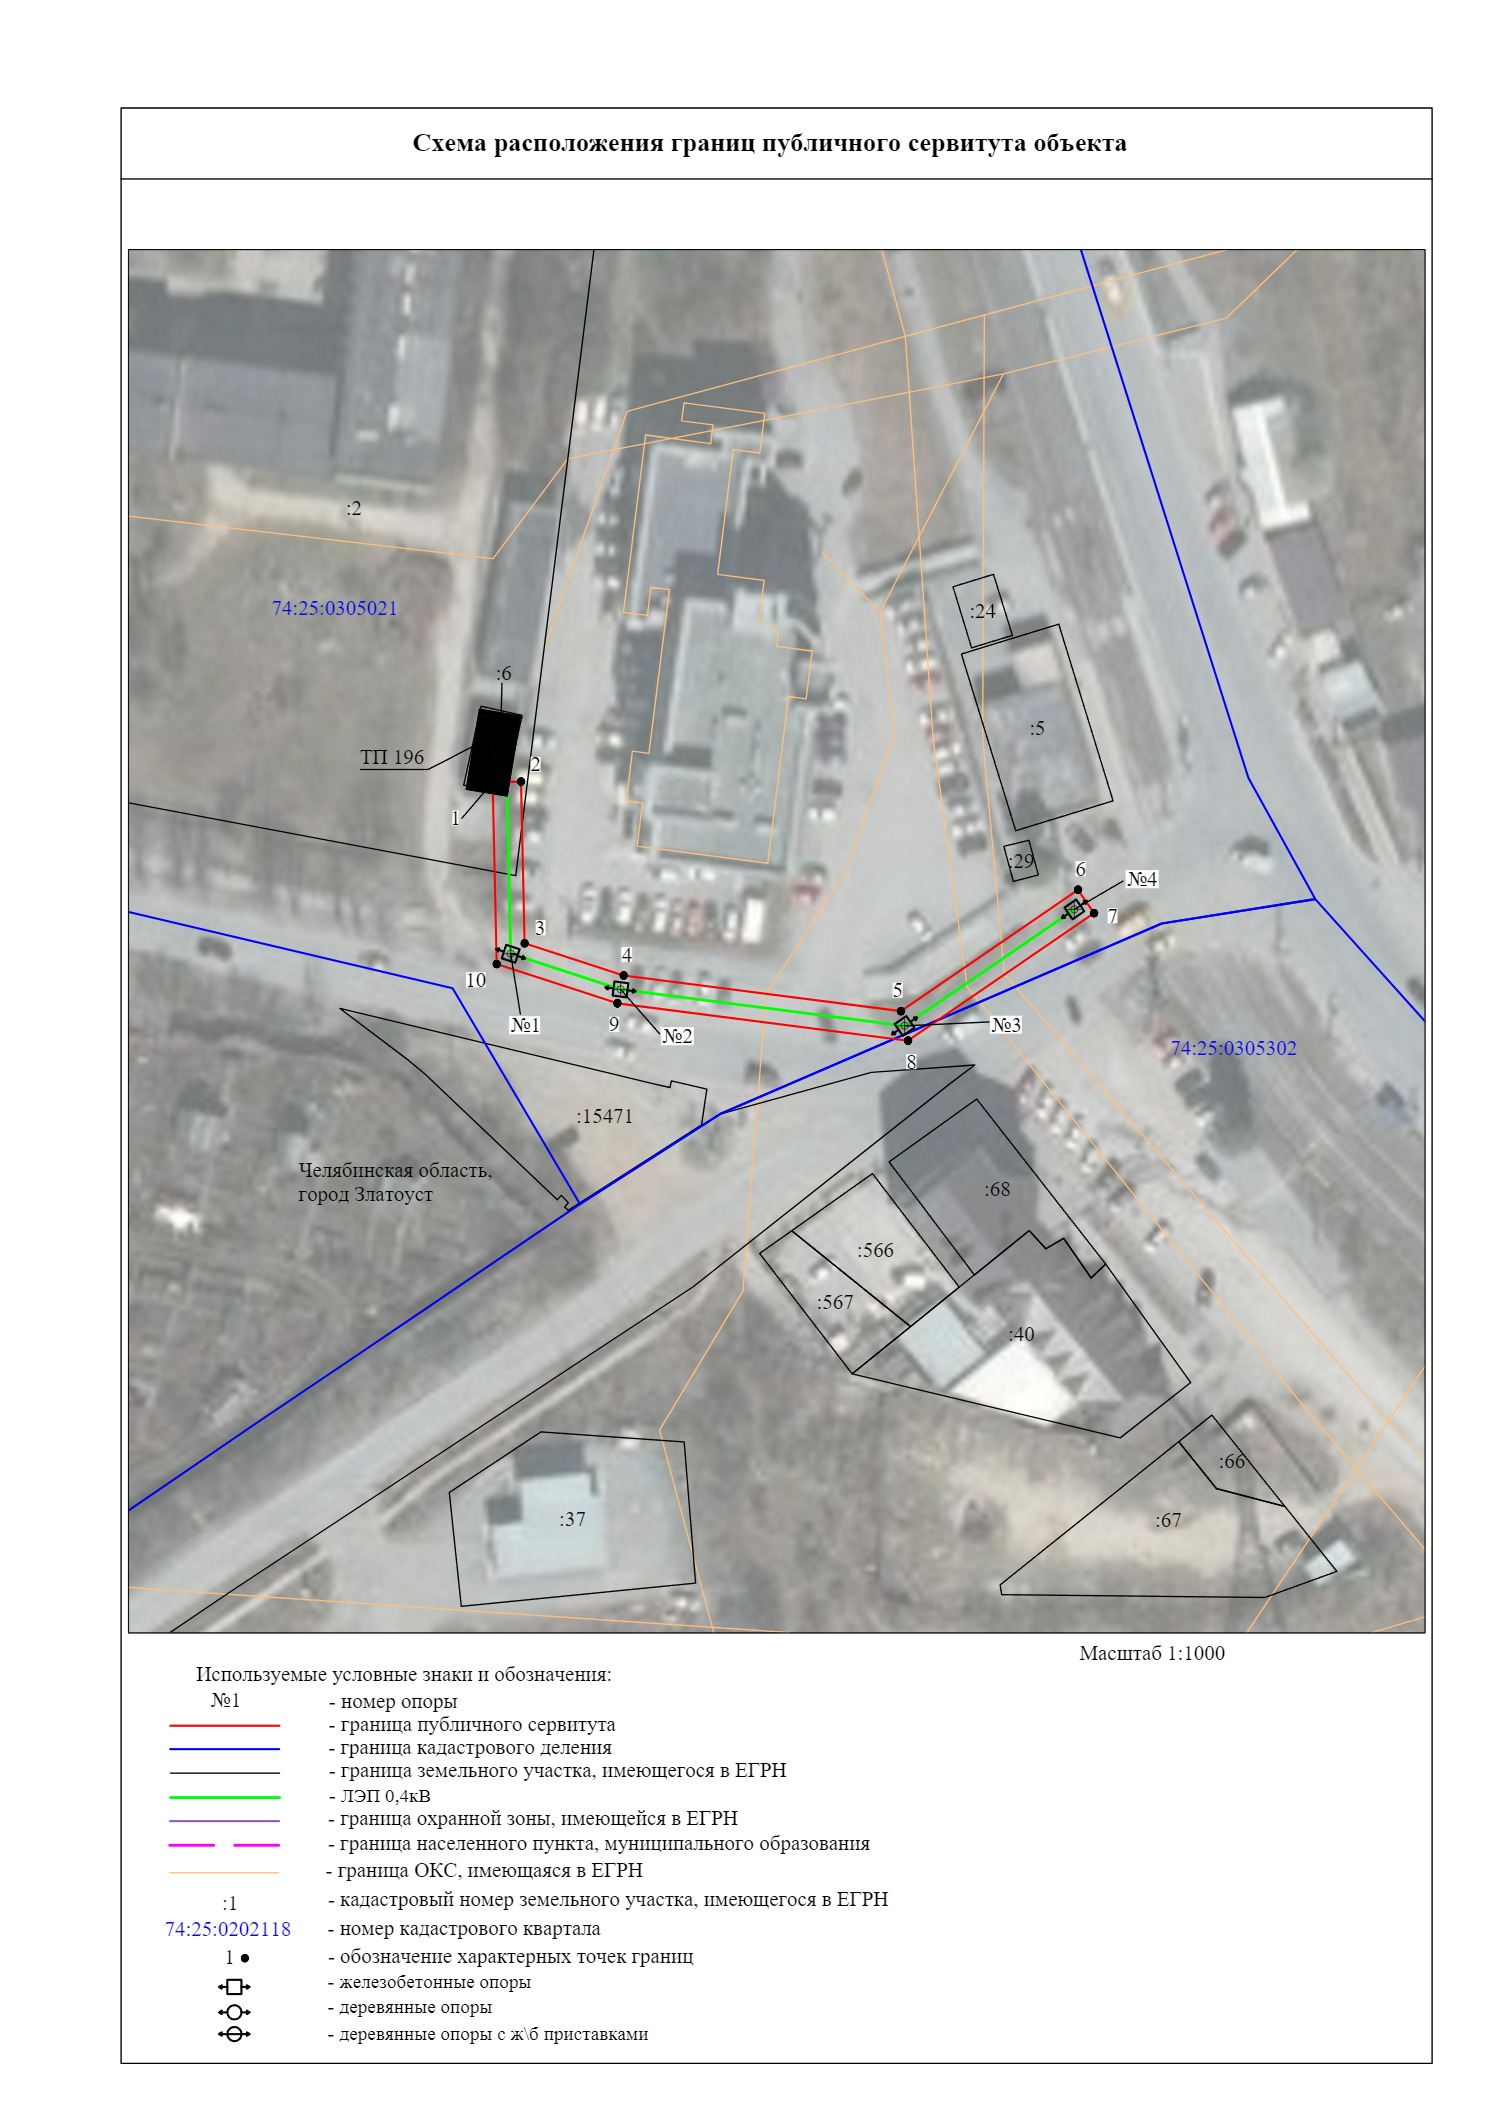 Схема расположения границ публичного сервитута объекта
:2
74:25:0305021
:24
:6
:5
ТП 196
2
1
:29
6
№4
7
3
4
10
5
9
№1
№2
№3
8
74:25:0305302
:15471
Челябинская область,
город Златоуст
:68
:566
:567
:40
:66
:37
:67
Масштаб 1:1000
Используемые условные знаки и обозначения:
№1 - номер опоры
- граница публичного сервитута
- граница кадастрового деления
- граница земельного участка, имеющегося в ЕГРН
- ЛЭП 0,4кВ
- граница охранной зоны, имеющейся в ЕГРН
- граница населенного пункта, муниципального образования
- граница ОКС, имеющаяся в ЕГРН
:1 - кадастровый номер земельного участка, имеющегося в ЕГРН
74:25:0202118 - номер кадастрового квартала
1 - обозначение характерных точек границ
- железобетонные опоры
- деревянные опоры
- деревянные опоры с ж\б приставками